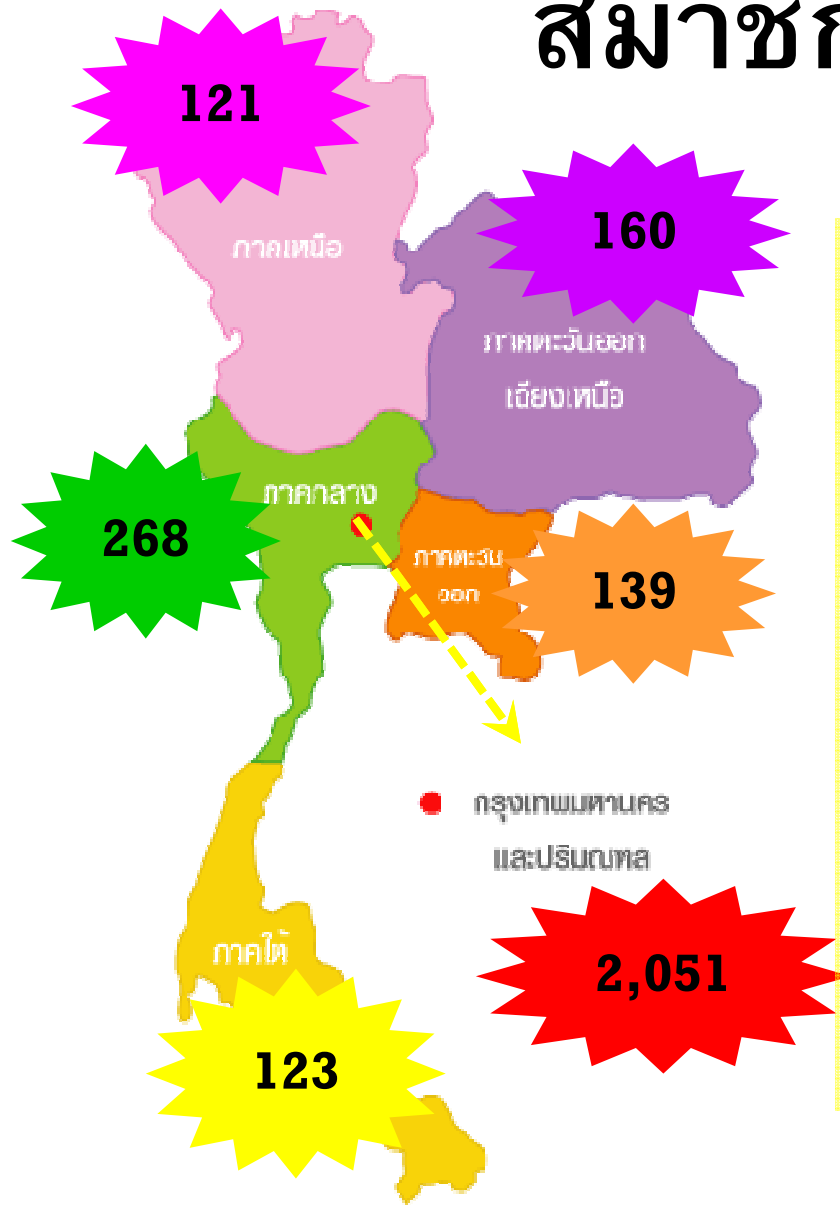 สมาชิก
121
160
ภาคเหนือ
ภาคตะวันออก
เฉียงเหนือ
268
ภาคกลาง
ภาคตะวัน
ออก
139
กรุงเทพมหานคร
และปริมณฑล
ภาคใต้
2,051
123